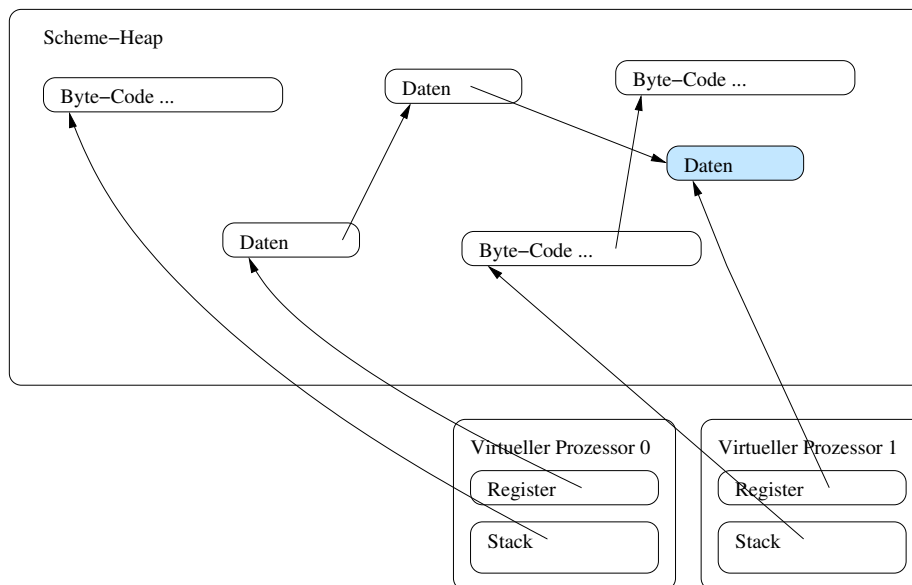 Scheme−Heap
Byte−Code ...
Daten
Byte−Code ...
Daten
Daten
Byte−Code ...
Virtueller Prozessor 0
Virtueller Prozessor 1
Register
Register
Stack
Stack